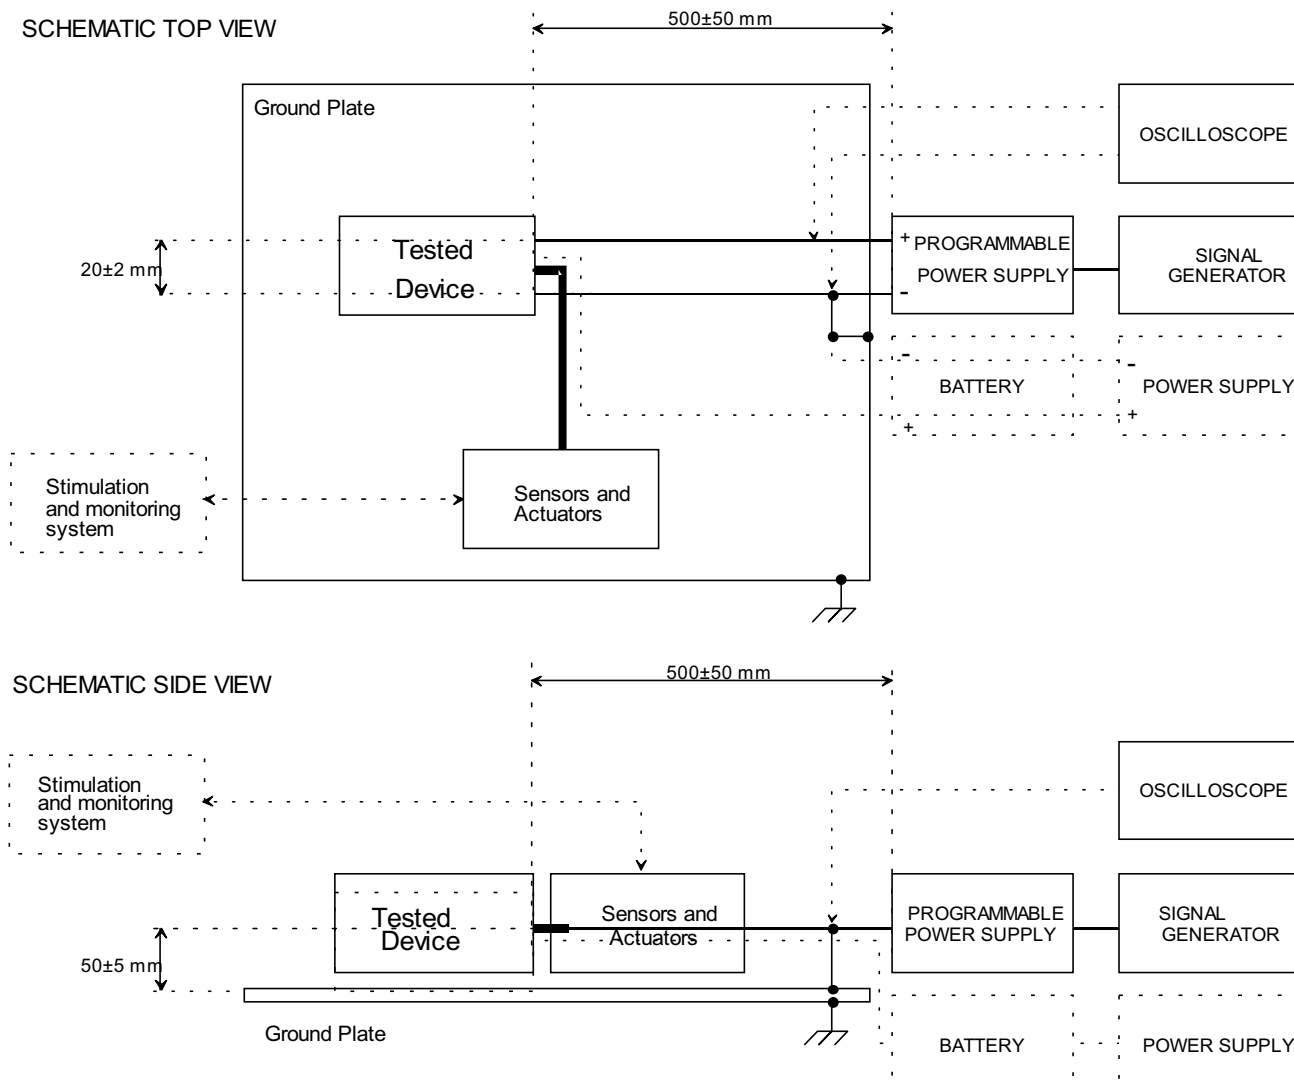 SCHEMATIC TOP VIEW
500±50 mm
Ground Plate
OSCILLOSCOPE
20±2 mm
Tested
Device
+ PROGRAMMABLE
POWER SUPPLY
-
SIGNAL
GENERATOR
-
BATTERY
+
-
POWER SUPPLY
+
Stimulation
and monitoring
system
Sensors and
Actuators
SCHEMATIC SIDE VIEW
500±50 mm
Stimulation
and monitoring
system
OSCILLOSCOPE
Tested
Device
Sensors and
Actuators
PROGRAMMABLE
POWER SUPPLY
SIGNAL
GENERATOR
50±5 mm
Ground Plate
BATTERY
POWER SUPPLY